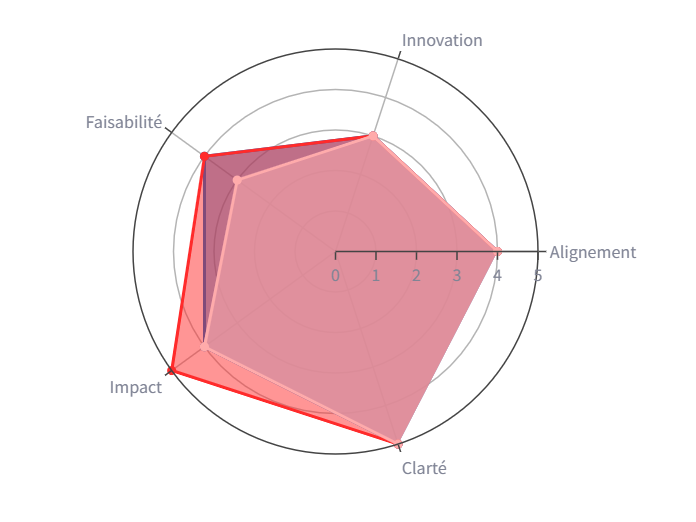 Innovation
Faisabilité
Alignement
0 1 2 3 4 5
Impact
Clarté